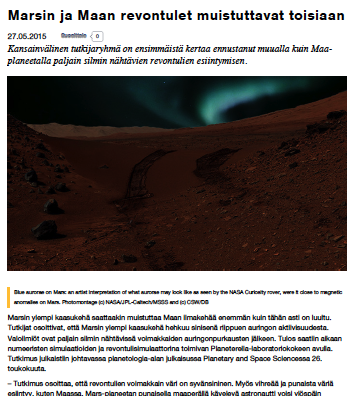 Marsin ja Maan revontulet muistuttavat toisiaan
27.05.2015 Suosittele 0
Kansainvälinen tutkijaryhmä on ensimmäistä kertaa ennustanut muualla kuin Maa-
planeetalla paljain silmin nähtävien revontulien esiintymisen.
Blue aurorae on Mars: an artist interpretation of what aurorae may look like as seen by the NASA Curiosity rover, were it close to magnetic
anomalies on Mars. Photomontage (c) NASA/JPL-Caltech/MSSS and (c) CSW/DB
Marsin ylempi kaasukehä saattaakin muistuttaa Maan ilmakehää enemmän kuin tähän asti on luultu.
Tutkijat osoittivat, että Marsin ylempi kaasukehä hehkuu sinisenä riippuen auringon aktiivisuudesta.
Valoilmiöt ovat paljain silmin nähtävissä voimakkaiden auringonpurkausten jälkeen. Tulos saatiin aikaan
numeeristen simulaatioiden ja revontulisimulaattorina toimivan Planeterella-laboratoriokokeen avulla.
Tutkimus julkaistiin johtavassa planetologia-alan julkaisussa Planetary and Space Sciencessa 26.
toukokuuta.
– Tutkimus osoittaa, että revontulien voimakkain väri on syvänsininen. Myös vihreää ja punaista väriä
esiintyy, kuten Maassa. Mars-planeetan punaisella maaperällä kävelevä astronautti voisi yöisin